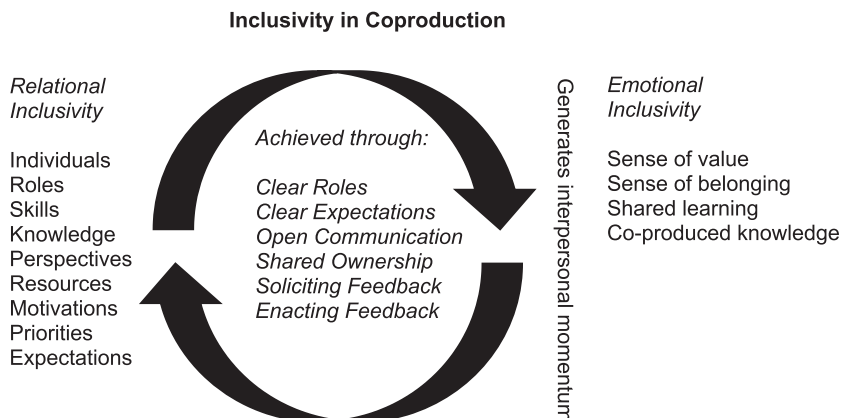 Inclusivity in Coproduction
Relational
Inclusivity
Individuals
Roles
Skills
Knowledge
Perspectives
Resources
Motivations
Priorities
Expectations
Achieved through:
Clear Roles
Clear Expectations
Open Communication
Shared Ownership
Soliciting Feedback
Enacting Feedback
Generates interpersonal momentum
Emotional
Inclusivity
Sense of value
Sense of belonging
Shared learning
Co-produced knowledge